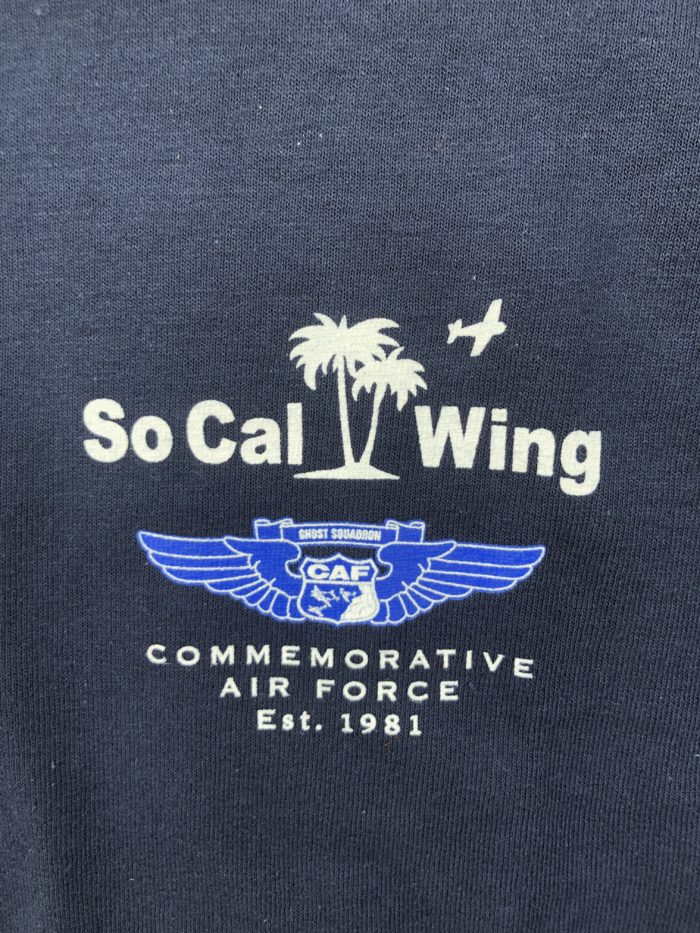 So Cal Wing
GHOST SQUADRON
CAF
COMMEMORATIVE
AIR FORCE
Est. 1981